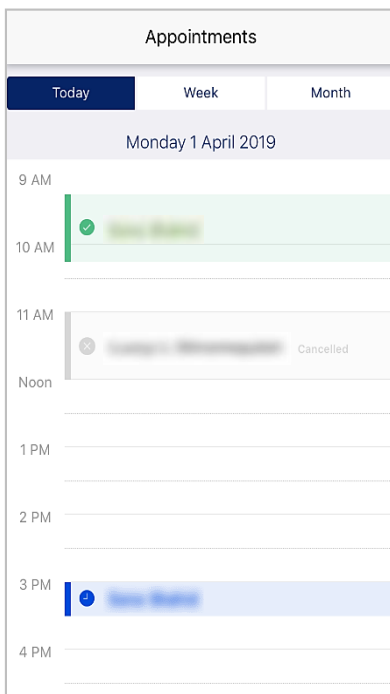 Appointments
Today Week Month
Monday 1 April 2019
9 AM
10 AM
11 AM
Cancelled
Noon
1 PM
2 PM
3 PM
4 PM